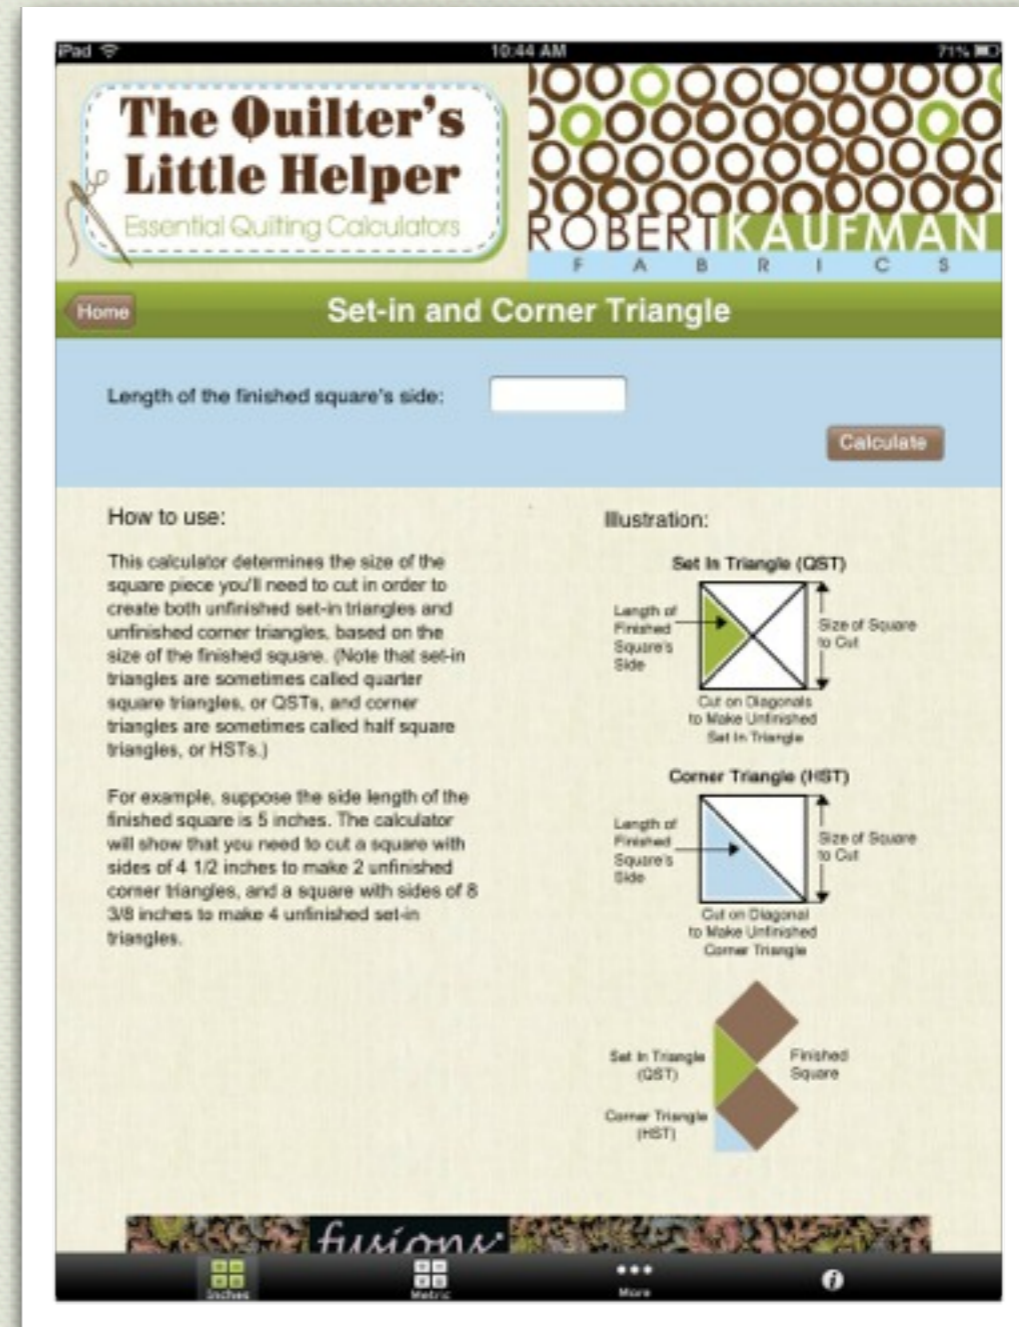 iPad
10:44 AM
71%
The Quilter's
Little Helper
Essential Quilting Calculators
ROBERTKAUFMAN
FABRICS
Home
Set-in and Corner Triangle
Length of the finished square's side:
Calculate
How to use:
This calculator determines the size of the
square piece you'll need to cut in order to
create both unfinished set-in triangles and
unfinished corner triangles, based on the
size of the finished square. (Note that set-in
triangles are sometimes called quarter
square triangles, or QSTs, and corner
triangles are sometimes called half square
triangles, or HSTs.)
For example, suppose the side length of the
finished square is 5 inches. The calculator
will show that you need to cut a square with
sides of 4 1/2 inches to make 2 unfinished
corner triangles, and a square with sides of 8
3/8 inches to make 4 unfinished set-in
triangles.
Illustration:
Set In Triangle (QST)
Length of
Finished
Square's
Side
Size of Square
to Cut
Cut on Diagonals
to Make Unfinished
Set In Triangle
Corner Triangle (HST)
Length of
Finished
Square's
Side
Size of Square
to Cut
Cut on Diagonal
to Make Unfinished
Corner Triangle
Set In Triangle
(QST)
Finished
Square
Corner Triangle
(HST)
fusions
Inches
Metric
More